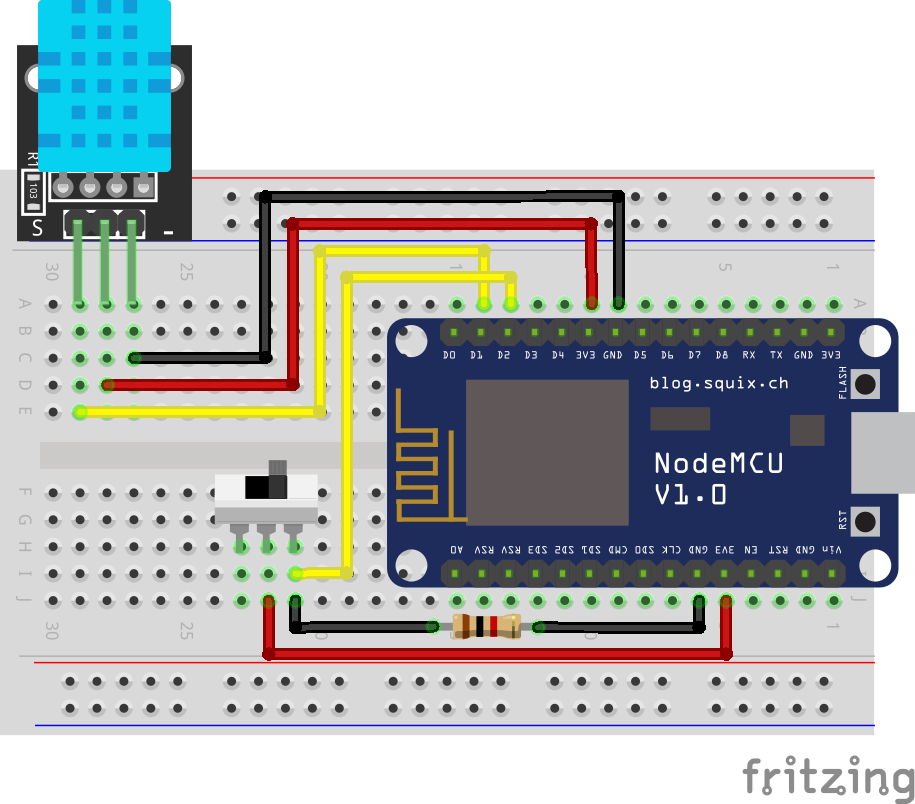 R1
103
S
-
30
25
1
5
1
A
A
B
C
D
E
D0 D1 D2 D3 D4 3V3 GND D5 D6 D7 D8 RX TX GND 3V3
blog.squix.ch
FLASH
NodeMCU
V1.0
RST
A0 RSV RSV SD3 SD2 SD1 CMD SD0 CLK GND 3V3 EN RST GND Vin
F
G
H
I
J
J
30
25
1
fritzing